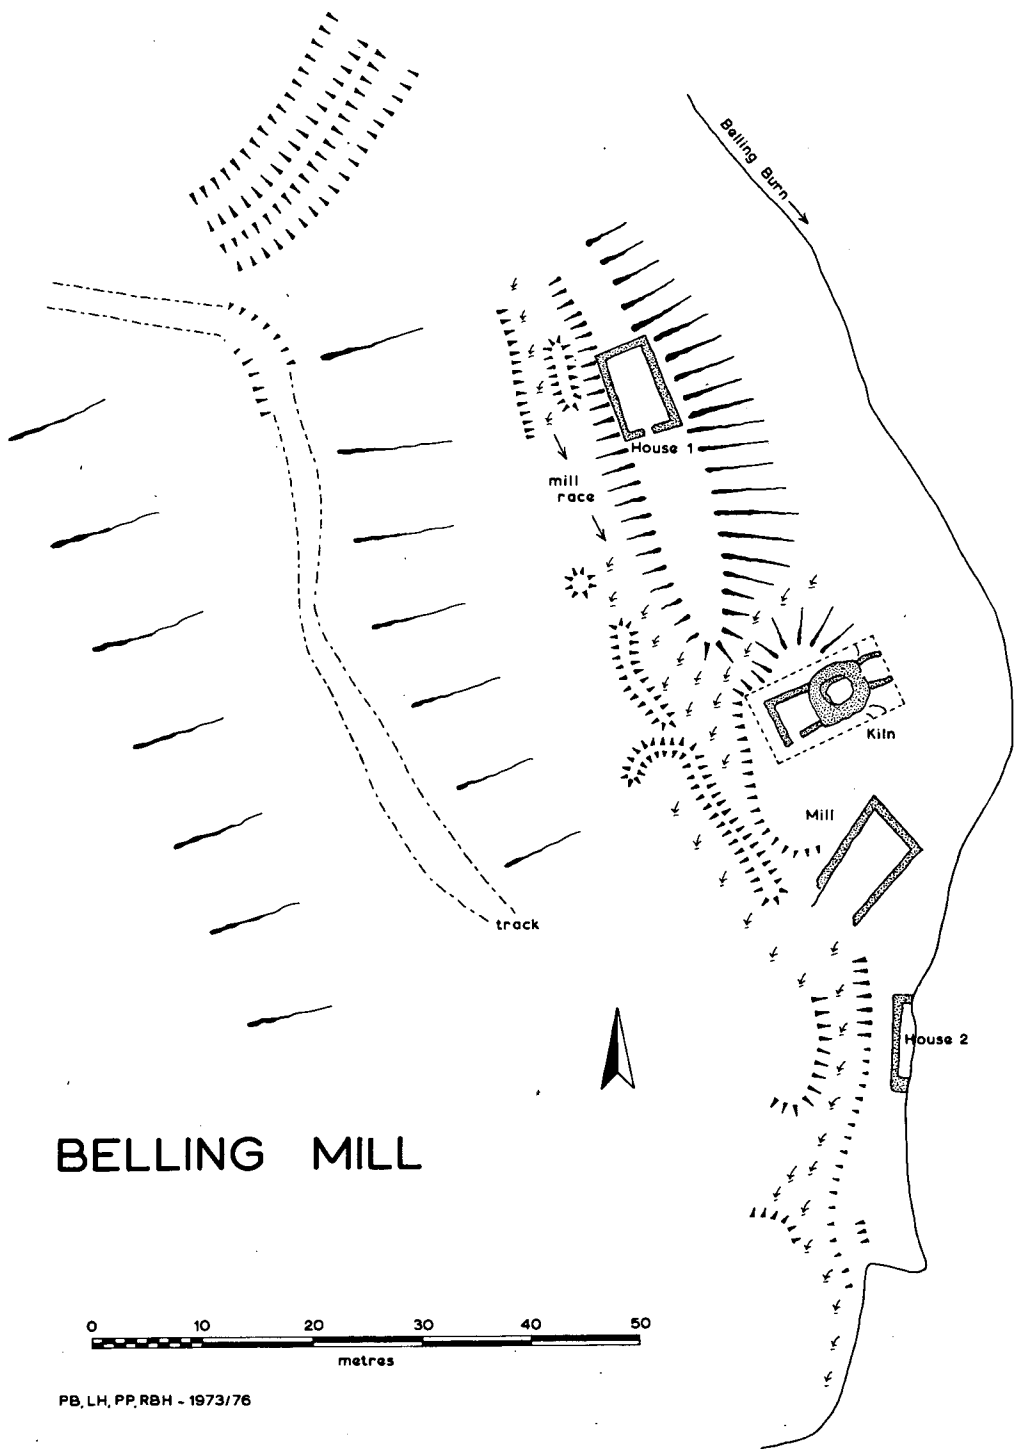 Belling Burn
House 1
mill
race
Kiln
Mill
track
House 2
BELLING MILL
0 10 20 30 40 50
metres
PB, LH, PP, RBH - 1973/76